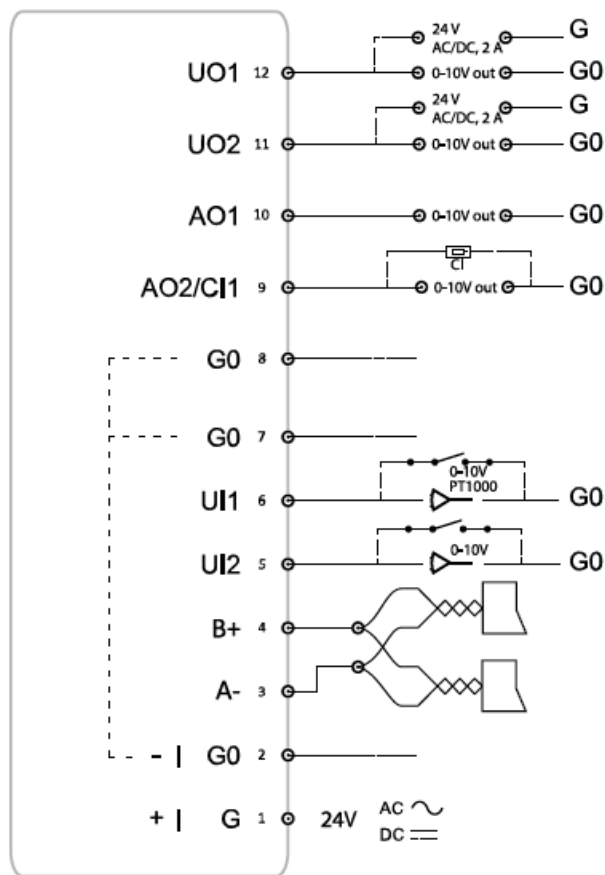 24 V G
AC/DC, 2 A
UO1 12 0-10V out G0
24 V G
AC/DC, 2 A
UO2 11 0-10V out G0
AO1 10 0-10V out G0
CI
AO2/CI1 9 0-10V out G0
G0 8
G0 7
0-10V
UI1 6 PT1000 G0
UI2 5 0-10V G0
B+ 4
A- 3
- | G0 2
+ | G 1 24V AC
DC